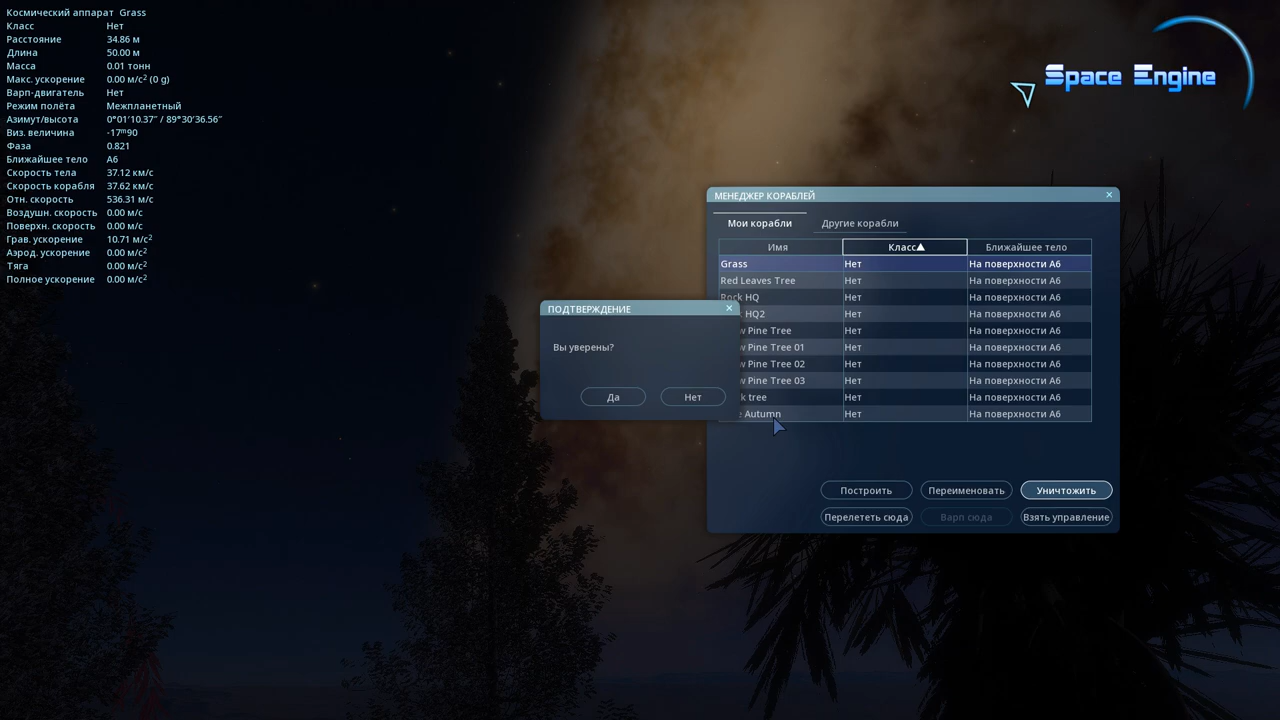 Космический аппарат Grass
Класс Нет
Расстояние 34.86 м
Длина 50.00 м
Масса 0.01 тонн
Макс. ускорение 0.00 м/с² (0 g)
Варп-двигатель Нет
Режим полёта Межпланетный
Азимут/высота 0°01′10.37″ / 89°30′36.56″
Виз. величина -17ᵐ90
Фаза 0.821
Ближайшее тело A6
Скорость тела 37.12 км/с
Скорость корабля 37.62 км/с
Отн. скорость 536.31 м/с
Воздушн. скорость 0.00 м/с
Поверхн. скорость 0.00 м/с
Грав. ускорение 10.71 м/с²
Аэрод. ускорение 0.00 м/с²
Тяга 0.00 м/с²
Полное ускорение 0.00 м/с²
Space Engine
МЕНЕДЖЕР КОРАБЛЕЙ
Мои корабли Другие корабли
Имя Класс▲ Ближайшее тело
Grass Нет На поверхности A6
Red Leaves Tree Нет На поверхности A6
Rock HQ Нет На поверхности A6
HQ2 Нет На поверхности A6
Pine Tree Нет На поверхности A6
Pine Tree 01 Нет На поверхности A6
Pine Tree 02 Нет На поверхности A6
Pine Tree 03 Нет На поверхности A6
tree Нет На поверхности A6
Autumn Нет На поверхности A6
Построить Переименовать Уничтожить
Перелететь сюда Варп сюда Взять управление
ПОДТВЕРЖДЕНИЕ
Вы уверены?
Да Нет